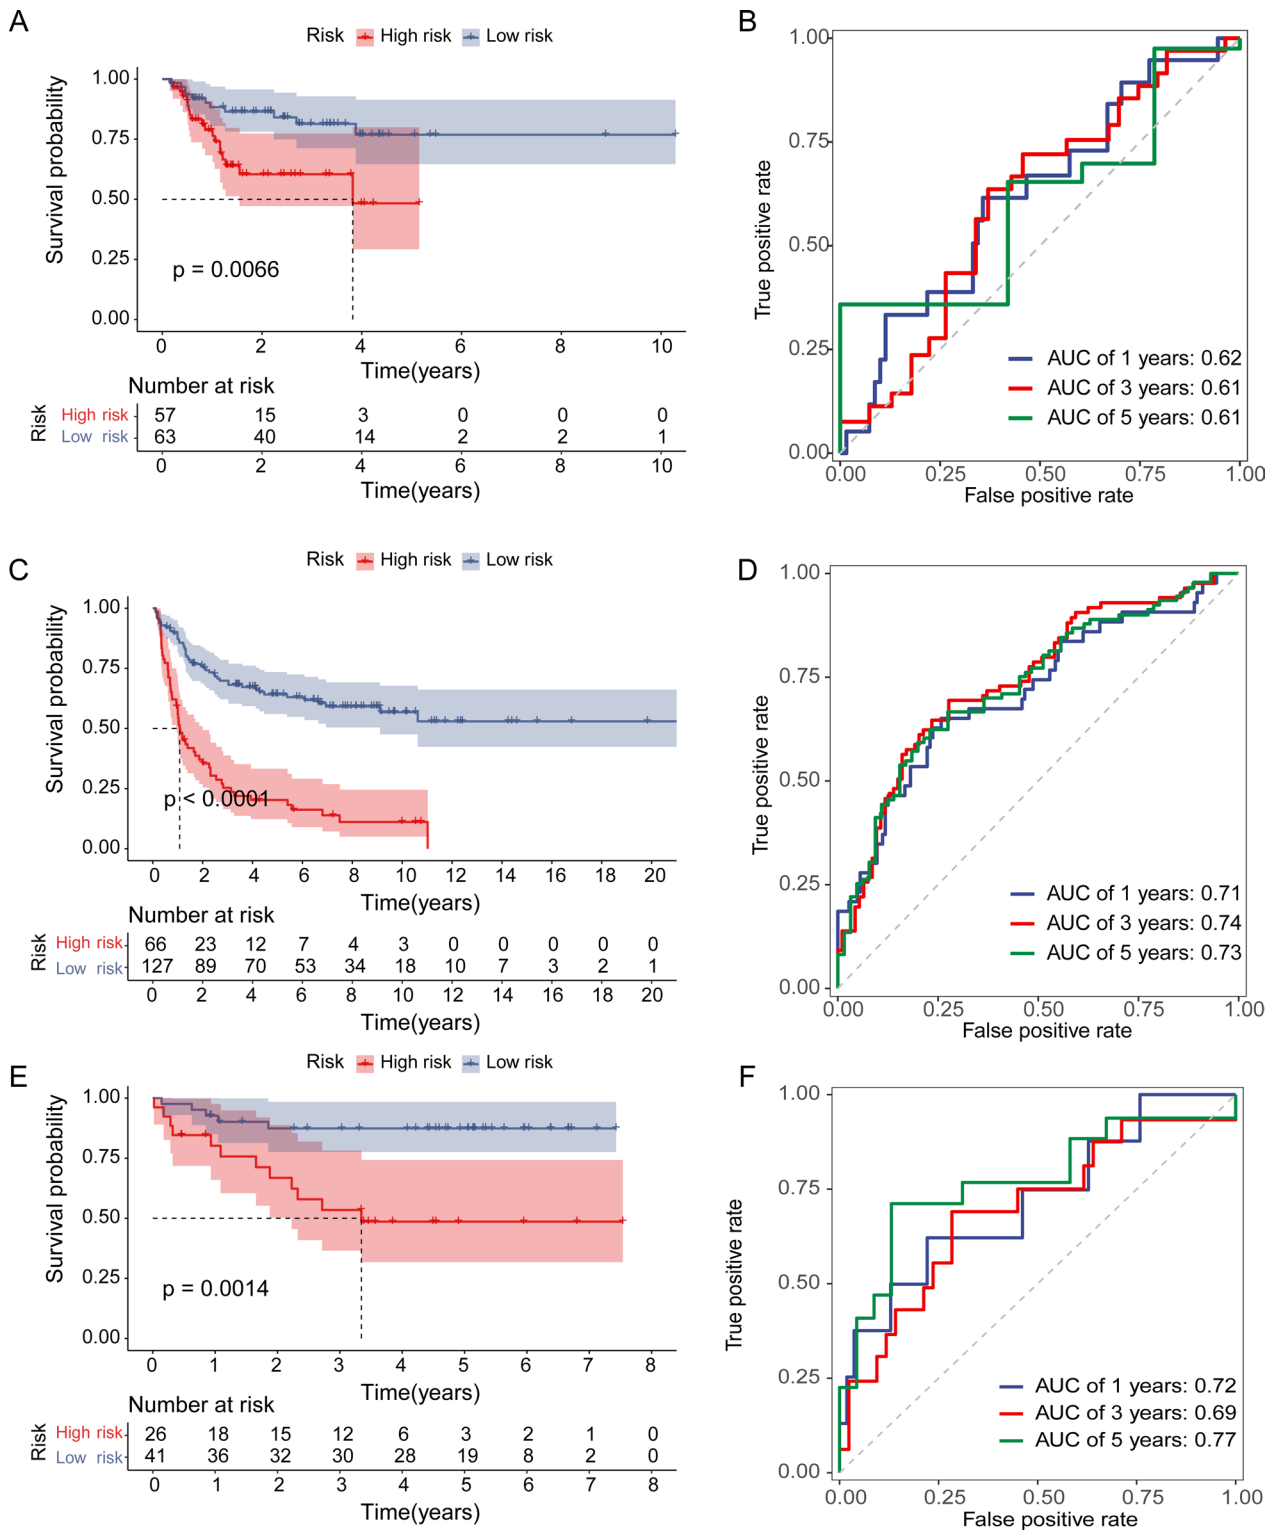 A
Risk High risk Low risk
Survival probability
1.00
0.75
0.50
0.25
0.00
p = 0.0066
0 2 4 6 8 10
Time(years)
Number at risk
Risk
High risk 57 15 3 0 0 0
Low risk 63 40 14 2 2 1
0 2 4 6 8 10
Time(years)
B
True positive rate
1.00
0.75
0.50
0.25
0.00
AUC of 1 years: 0.62
AUC of 3 years: 0.61
AUC of 5 years: 0.61
0.00 0.25 0.50 0.75 1.00
False positive rate
C
Risk High risk Low risk
Survival probability
1.00
0.75
0.50
0.25
0.00
p < 0.0001
0 2 4 6 8 10 12 14 16 18 20
Time(years)
Number at risk
Risk
High risk 66 23 12 7 4 3 0 0 0 0 0
Low risk 127 89 70 53 34 18 10 7 3 2 1
0 2 4 6 8 10 12 14 16 18 20
Time(years)
D
True positive rate
1.00
0.75
0.50
0.25
0.00
AUC of 1 years: 0.71
AUC of 3 years: 0.74
AUC of 5 years: 0.73
0.00 0.25 0.50 0.75 1.00
False positive rate
E
Risk High risk Low risk
Survival probability
1.00
0.75
0.50
0.25
0.00
p = 0.0014
0 1 2 3 4 5 6 7 8
Time(years)
Number at risk
Risk
High risk 26 18 15 12 6 3 2 1 0
Low risk 41 36 32 30 28 19 8 2 0
0 1 2 3 4 5 6 7 8
Time(years)
F
True positive rate
1.00
0.75
0.50
0.25
0.00
AUC of 1 years: 0.72
AUC of 3 years: 0.69
AUC of 5 years: 0.77
0.00 0.25 0.50 0.75 1.00
False positive rate